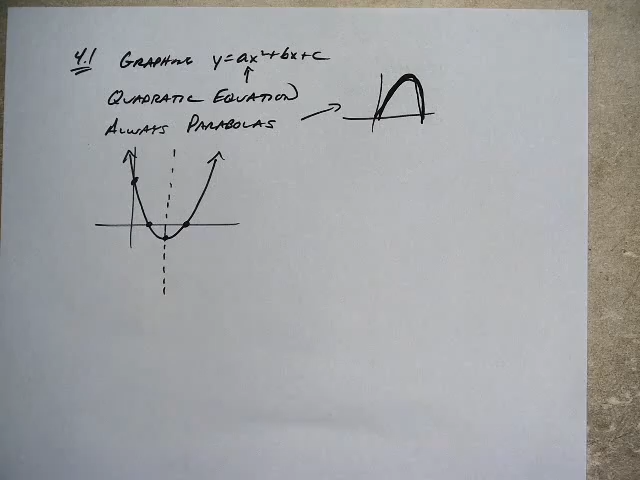 4.1 GRAPHING y=ax²+bx+c
QUADRATIC EQUATION
ALWAYS PARABOLAS